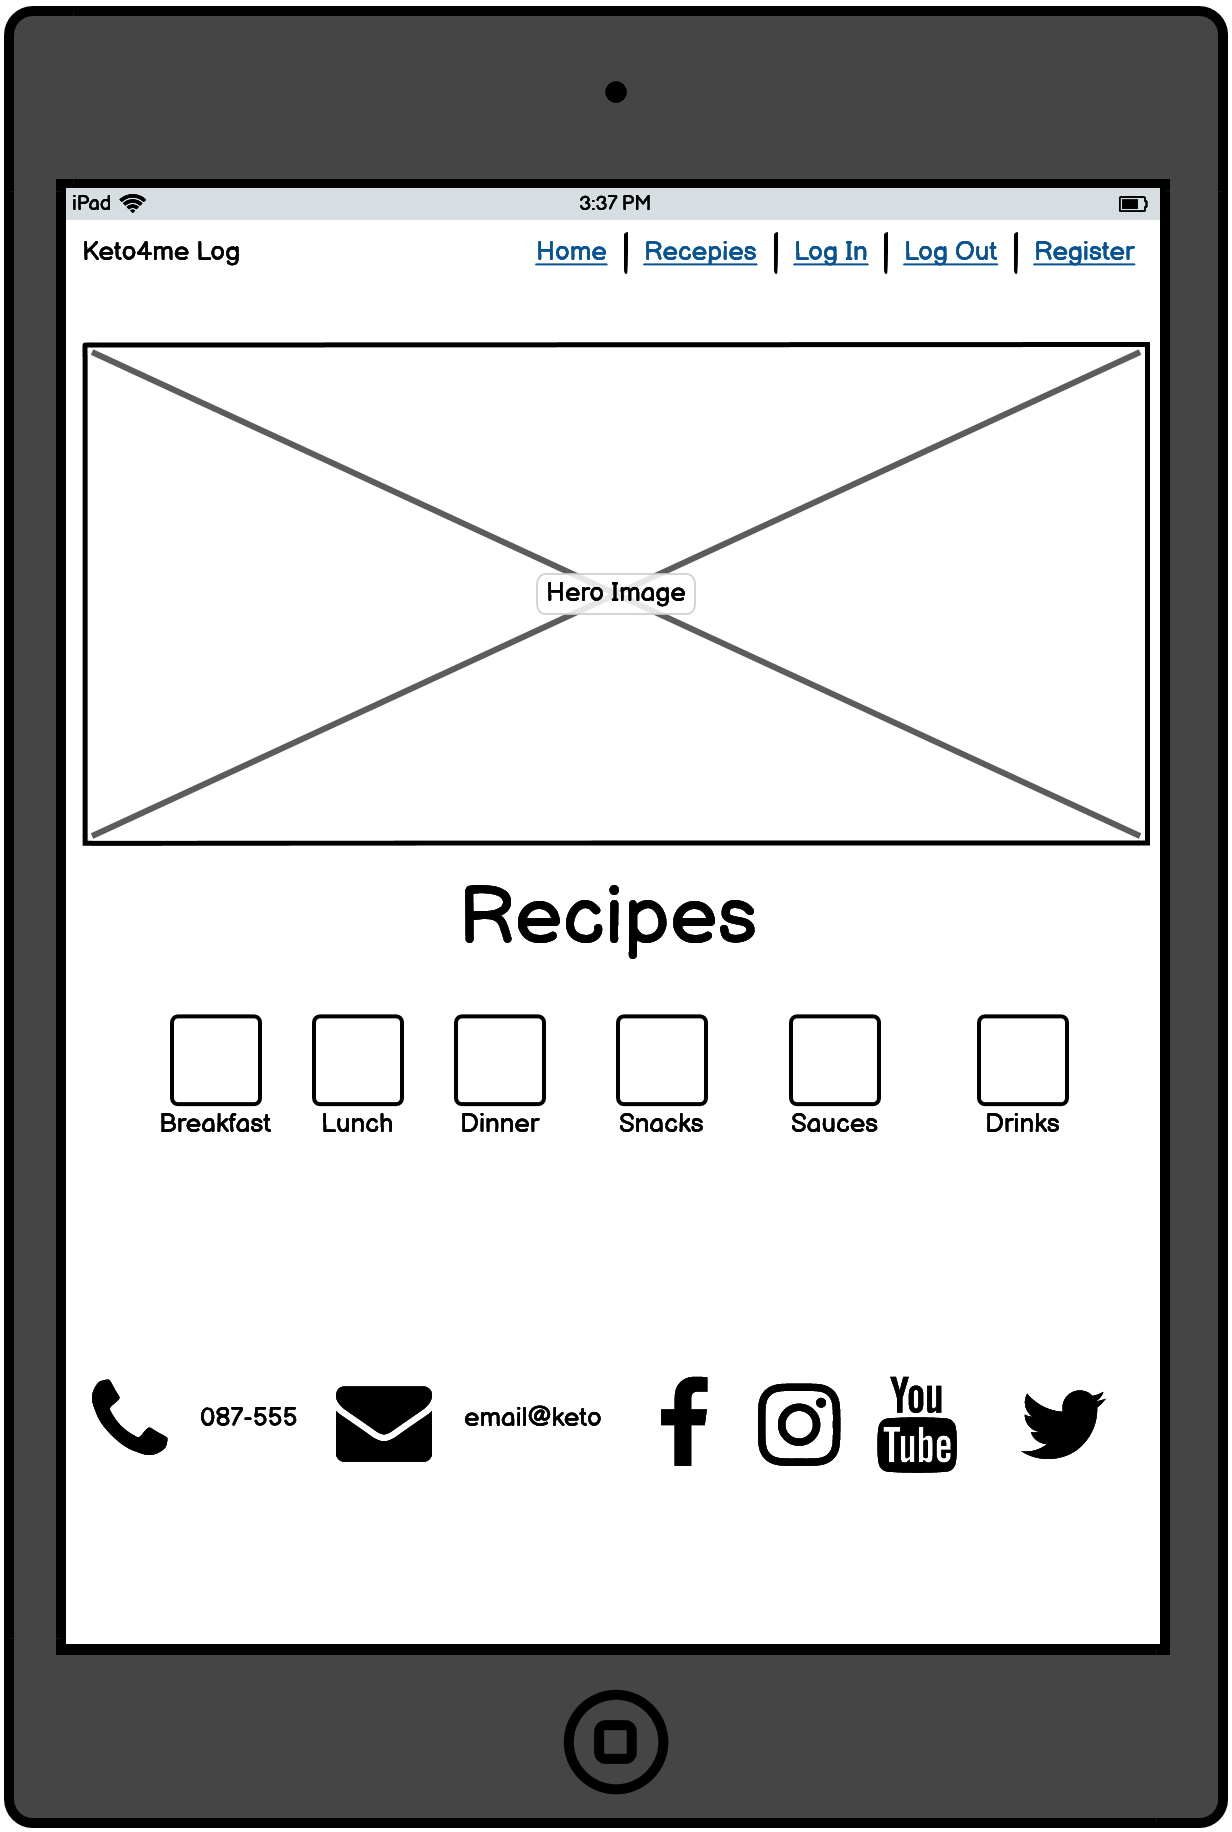 iPad 3:37 PM
Keto4me Log Home Recepies Log In Log Out Register
Hero Image
Recipes
Breakfast Lunch Dinner Snacks Sauces Drinks
087-555 email@keto You
Tube